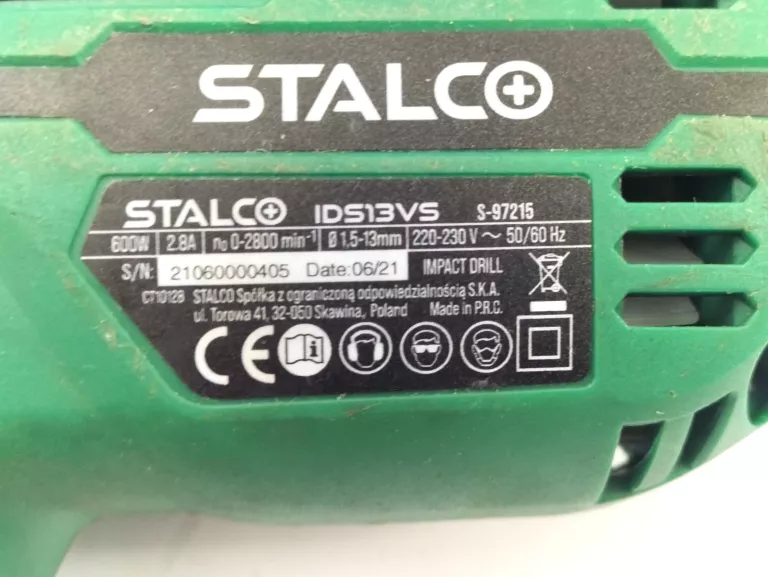 STALCO
STALCO IDS13VS S-97215
600W 2.8A n₀ 0-2800 min⁻¹ Ø 1,5-13mm 220-230 V ~ 50/60 Hz
S/N: 21060000405 Date:06/21 IMPACT DRILL
CT10128 STALCO Spółka z ograniczoną odpowiedzialnością S.K.A.
ul. Torowa 41, 32-050 Skawina, Poland Made in P.R.C.
CE